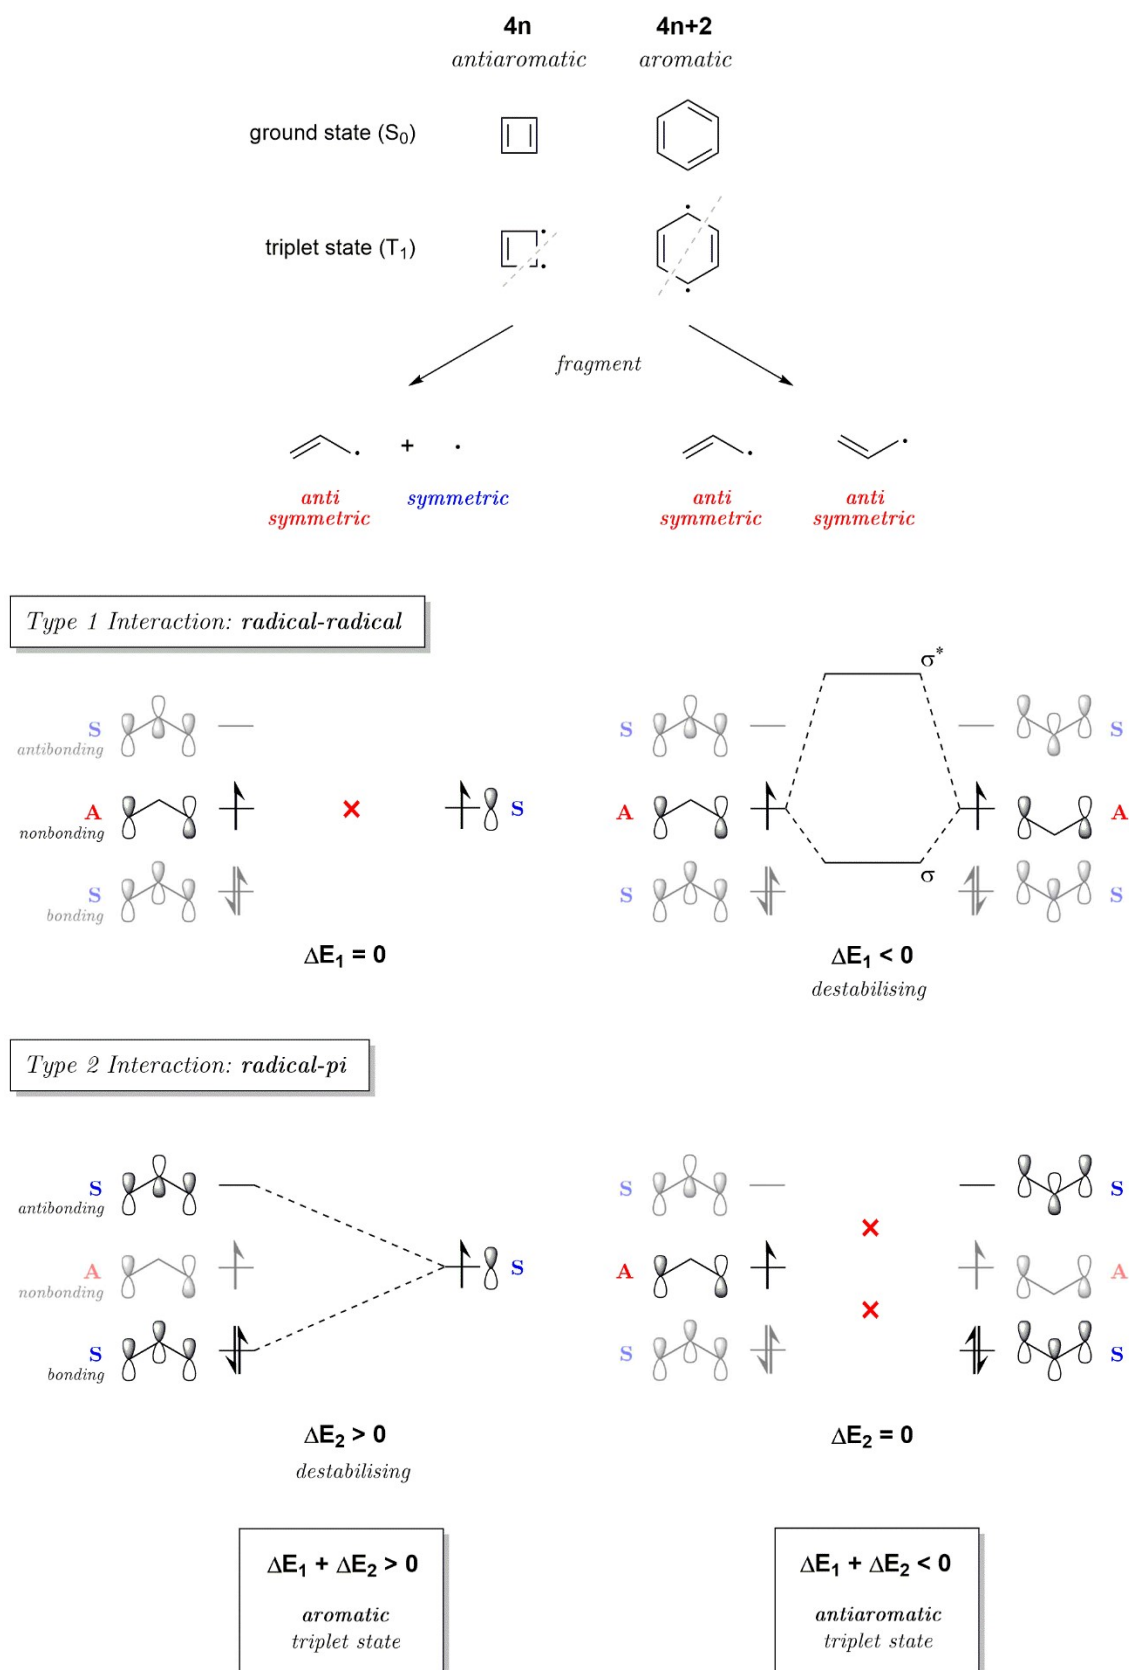 4n 4n+2
antiaromatic aromatic
ground state (S₀)
triplet state (T₁)
fragment
+
anti symmetric anti anti
symmetric symmetric symmetric
Type 1 Interaction: radical-radical
σ*
S S S
antibonding
A S A A
nonbonding
σ
S S S
bonding
ΔE₁ = 0 ΔE₁ < 0
destabilising
Type 2 Interaction: radical-pi
S S S
antibonding
A S A A
nonbonding
S S S
bonding
ΔE₂ > 0 ΔE₂ = 0
destabilising
ΔE₁ + ΔE₂ > 0 ΔE₁ + ΔE₂ < 0
aromatic antiaromatic
triplet state triplet state